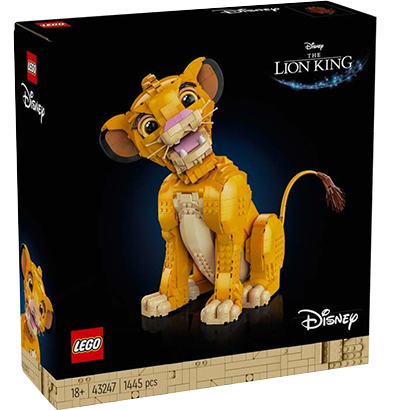 LEGO
Disney
Disney
THE
LION KING
LEGO
Disney
18+ 43247 1445 pcs